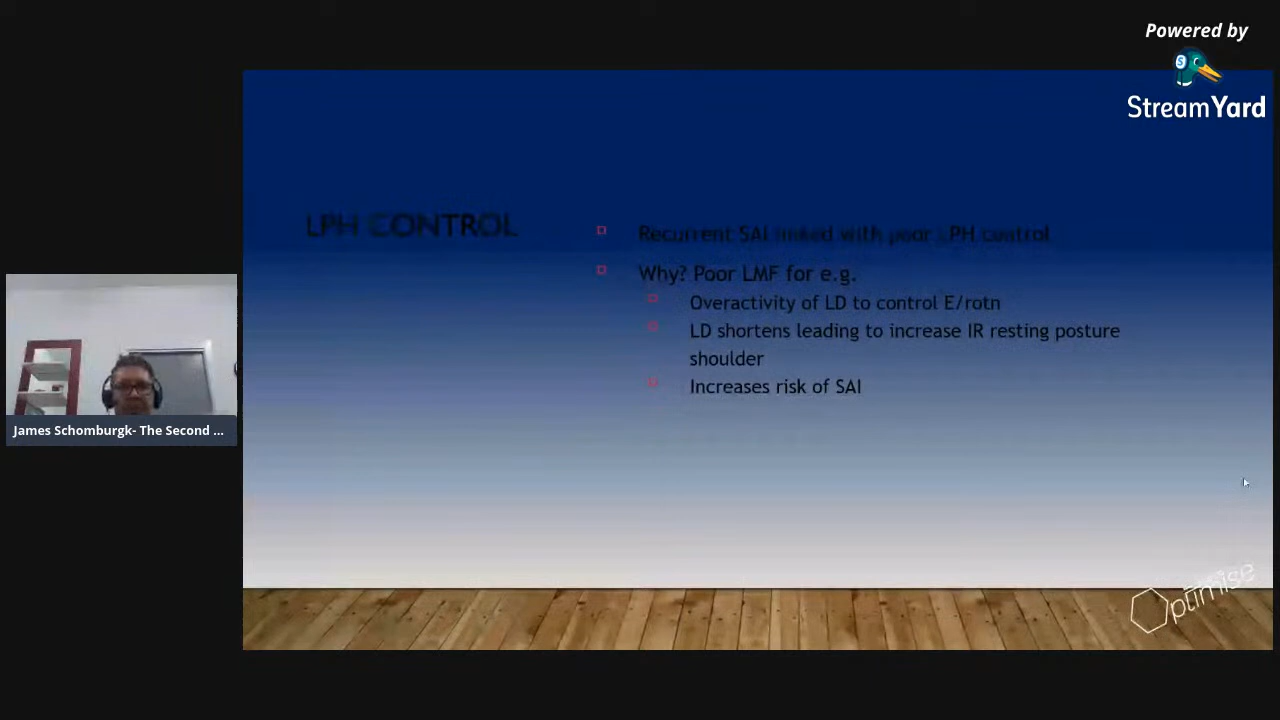 Powered by
StreamYard
LPH CONTROL
Recurrent SAI linked with poor LPH control
Why? Poor LMF for e.g.
Overactivity of LD to control E/rotn
LD shortens leading to increase IR resting posture
shoulder
Increases risk of SAI
James Schomburgk- The Second ...
Optimise